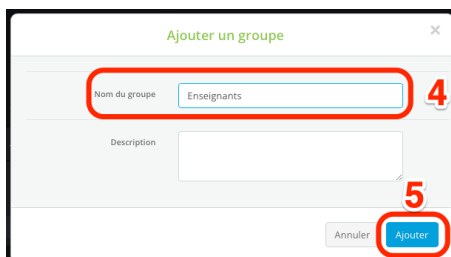 Ajouter un groupe ×
Nom du groupe Enseignants 4
Description
5
Annuler Ajouter